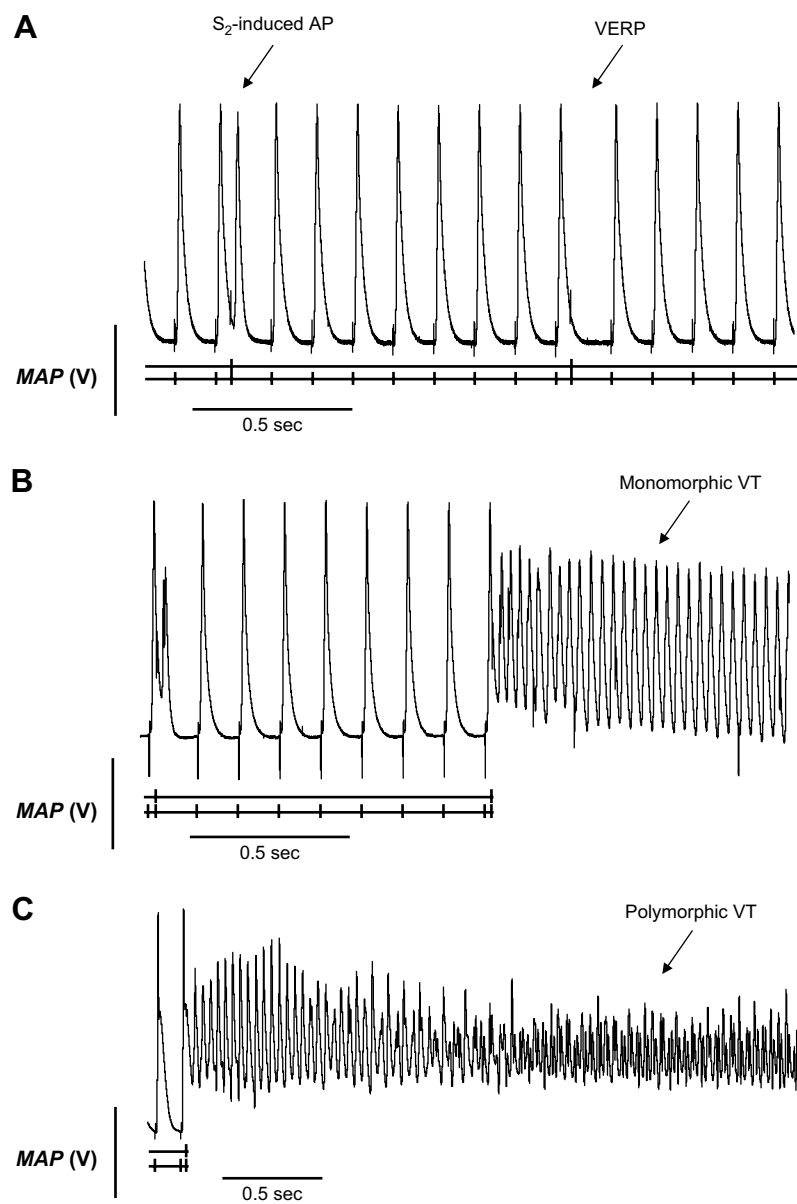 A
S₂-induced AP
VERP
MAP (V)
0.5 sec
B
Monomorphic VT
MAP (V)
0.5 sec
C
Polymorphic VT
MAP (V)
0.5 sec